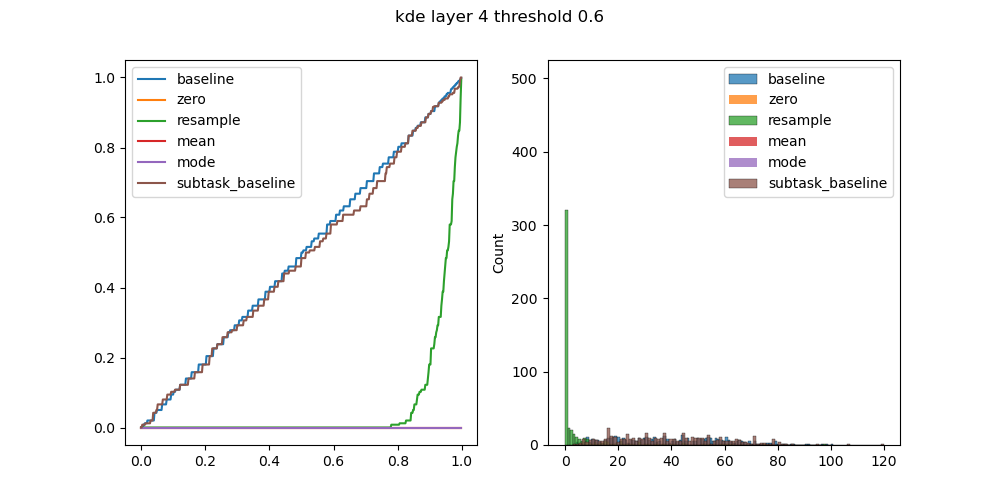 kde layer 4 threshold 0.6
baseline
zero
resample
mean
mode
subtask_baseline
1.0
0.8
0.6
0.4
0.2
0.0
0.0 0.2 0.4 0.6 0.8 1.0
baseline
zero
resample
mean
mode
subtask_baseline
Count
500
400
300
200
100
0
0 20 40 60 80 100 120